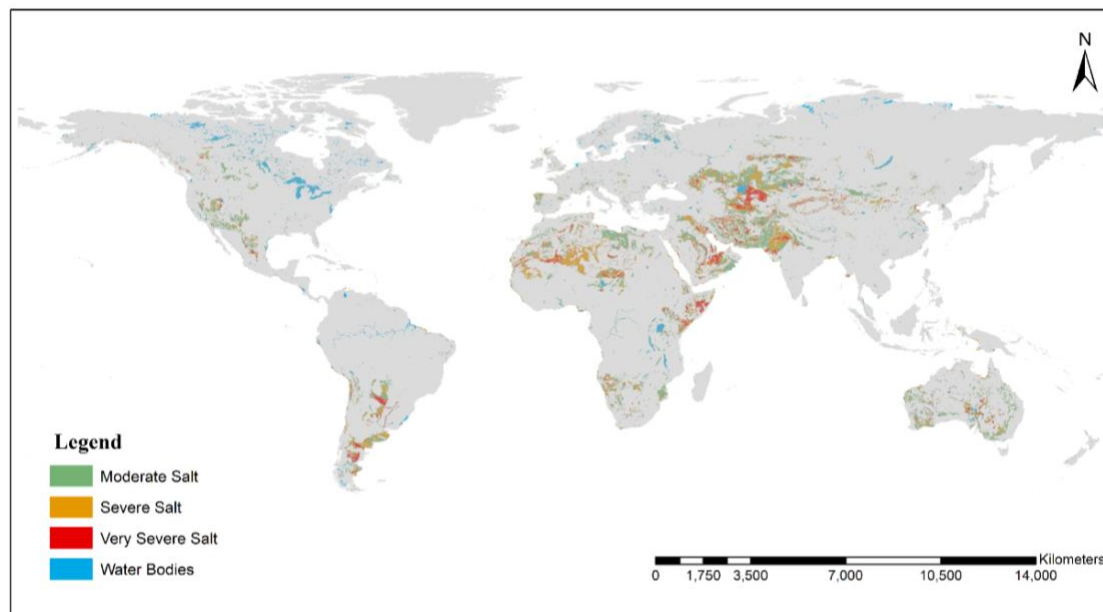 N
Legend
Moderate Salt
Severe Salt
Very Severe Salt
Water Bodies
Kilometers
0 1,750 3,500 7,000 10,500 14,000